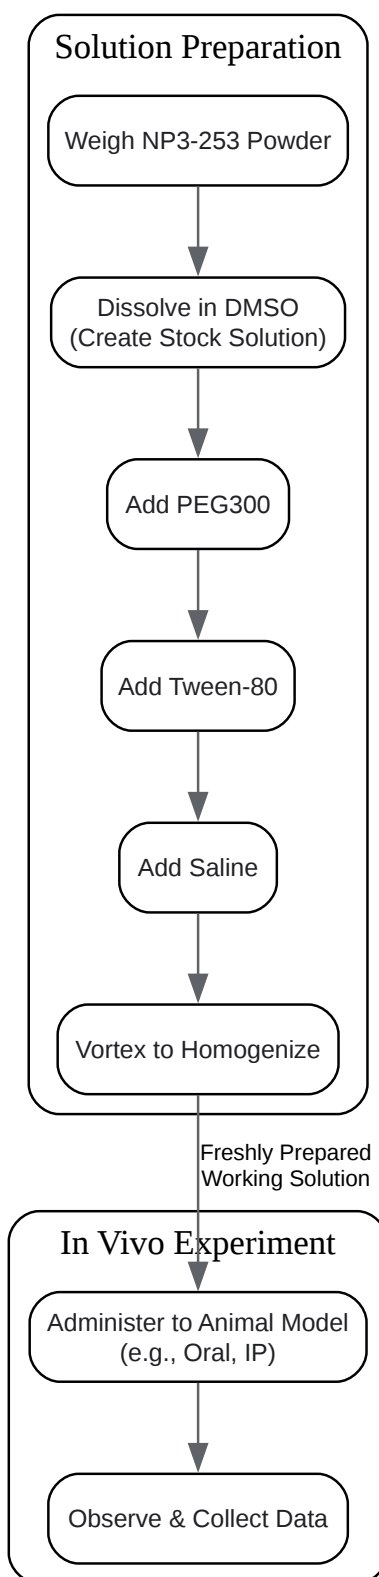 Solution Preparation
Weigh NP3-253 Powder
Dissolve in DMSO
(Create Stock Solution)
Add PEG300
Add Tween-80
Add Saline
Vortex to Homogenize
Freshly Prepared
Working Solution
In Vivo Experiment
Administer to Animal Model
(e.g., Oral, IP)
Observe & Collect Data